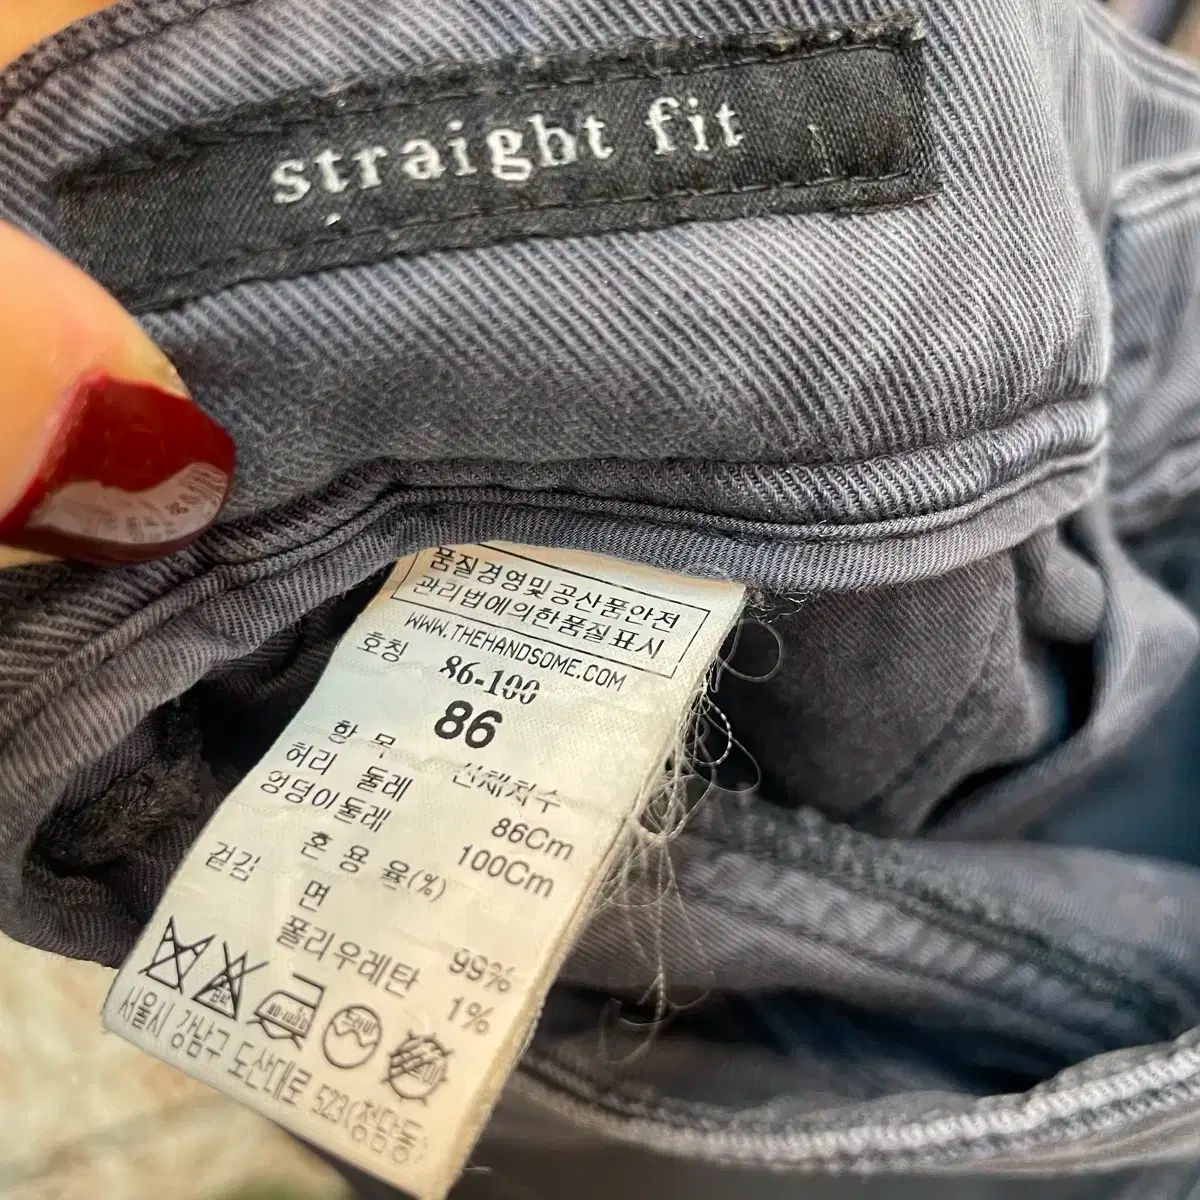 straight fit
품질경영및공산품안전
관리법에의한품질표시
WWW.THEHANDSOME.COM
호칭 86-100
86
항 목 신체치수
허리 둘레 86Cm
엉덩이둘레 100Cm
혼 용 율(%)
겉감 면 99%
폴리우레탄 1%
서울시 강남구 도산대로 523(청담동)